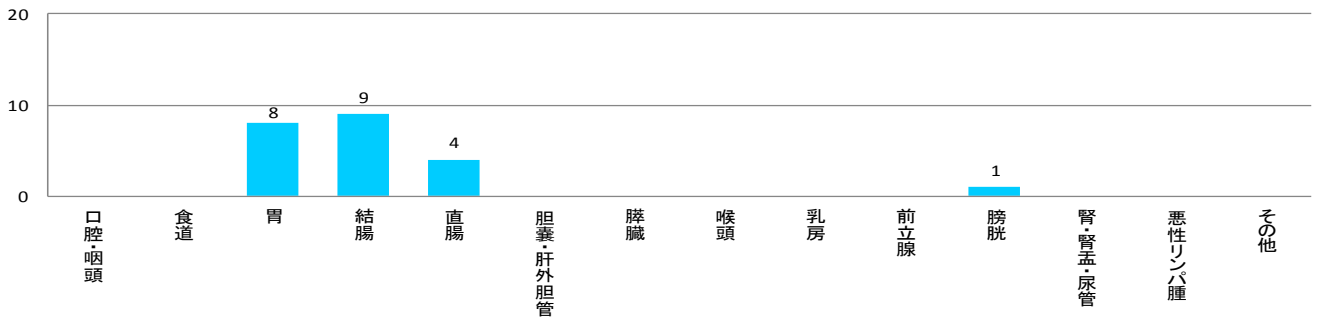 20
10
0
8
9
4
1
口腔・咽頭
食道
胃
結腸
直腸
胆嚢・肝外胆管
膵臓
喉頭
乳房
前立腺
膀胱
腎・腎盂・尿管
悪性リンパ腫
その他